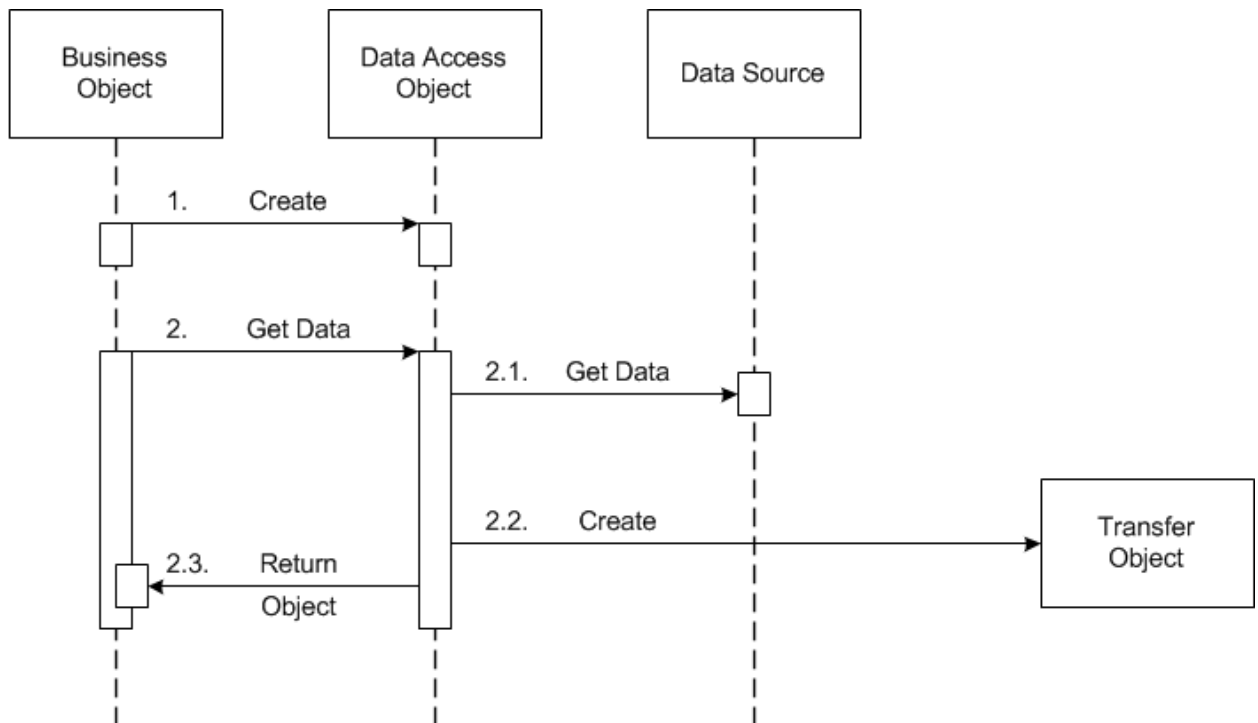 Business
Object
Data Access
Object
Data Source
1. Create
2. Get Data
2.1. Get Data
2.2. Create
Transfer
Object
2.3. Return
Object